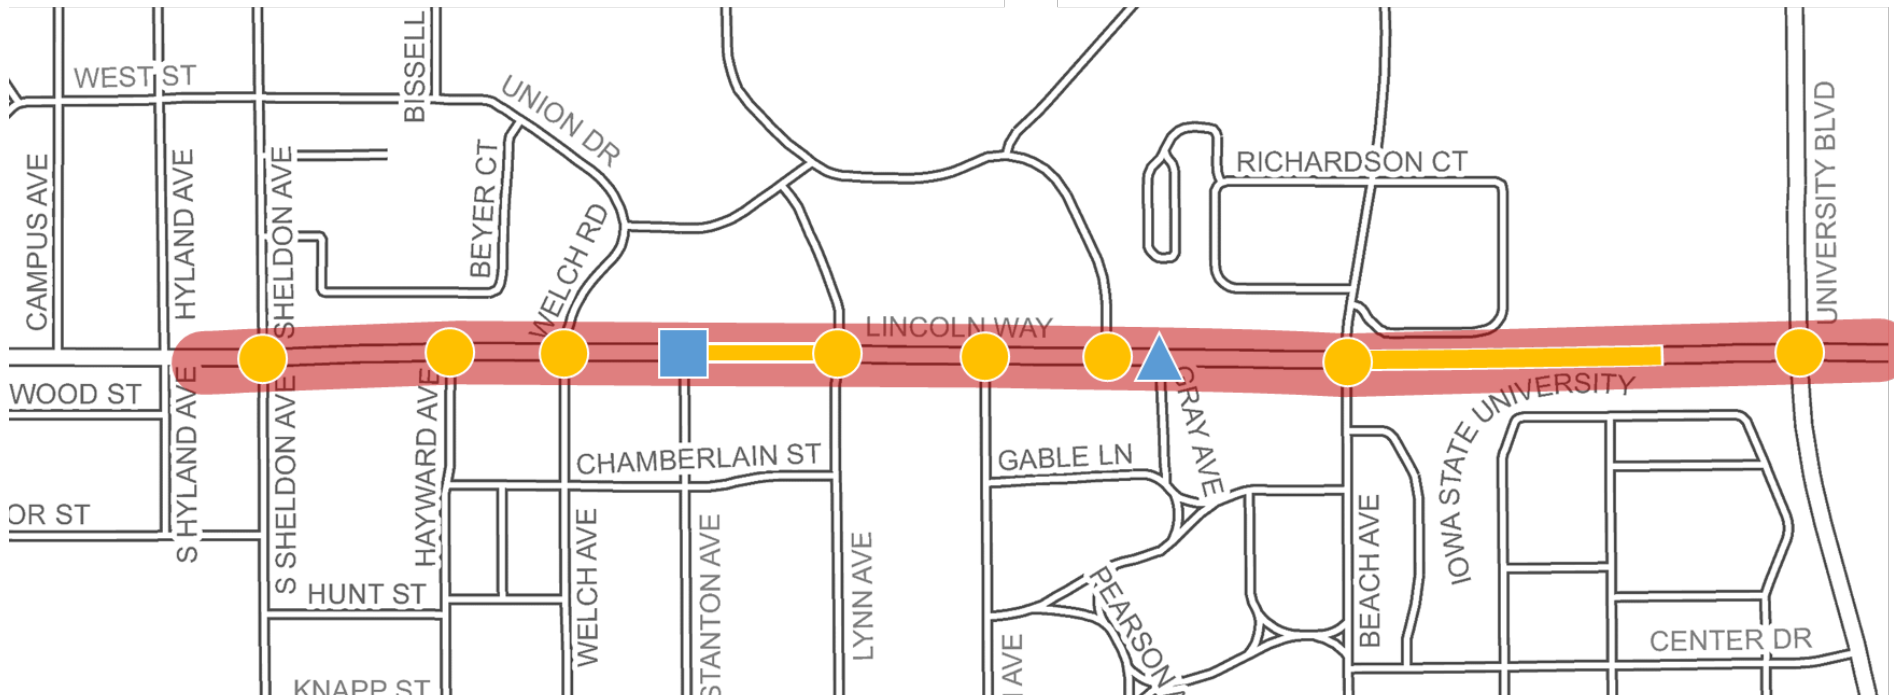 WEST ST
BISSELL
UNION DR
CAMPUS AVE
HYLAND AVE
SHELDON AVE
BEYER CT
WELCH RD
RICHARDSON CT
UNIVERSITY BLVD
LINCOLN WAY
WOOD ST
S HYLAND AVE
S SHELDON AVE
HAYWARD AVE
CHAMBERLAIN ST
GABLE LN
GRAY AVE
IOWA STATE UNIVERSITY
OR ST
HUNT ST
WELCH AVE
STANTON AVE
LYNN AVE
PEARSON
BEACH AVE
CENTER DR
AVE
KNAPP ST